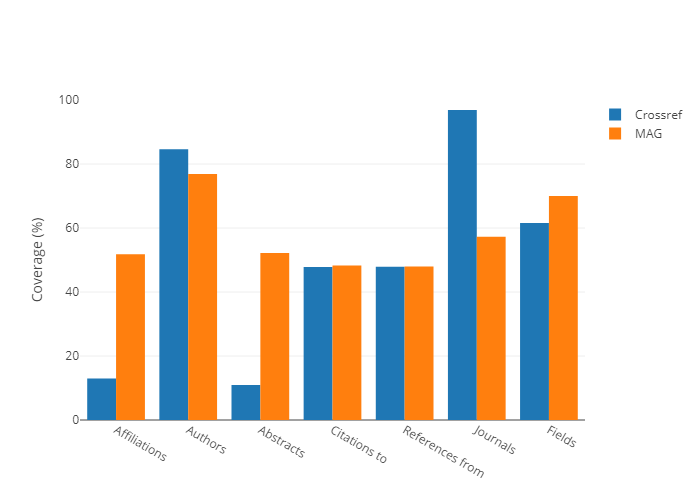 100
80
60
40
20
0
Coverage (%)
Affiliations
Authors
Abstracts
Citations to
References from
Journals
Fields
Crossref
MAG